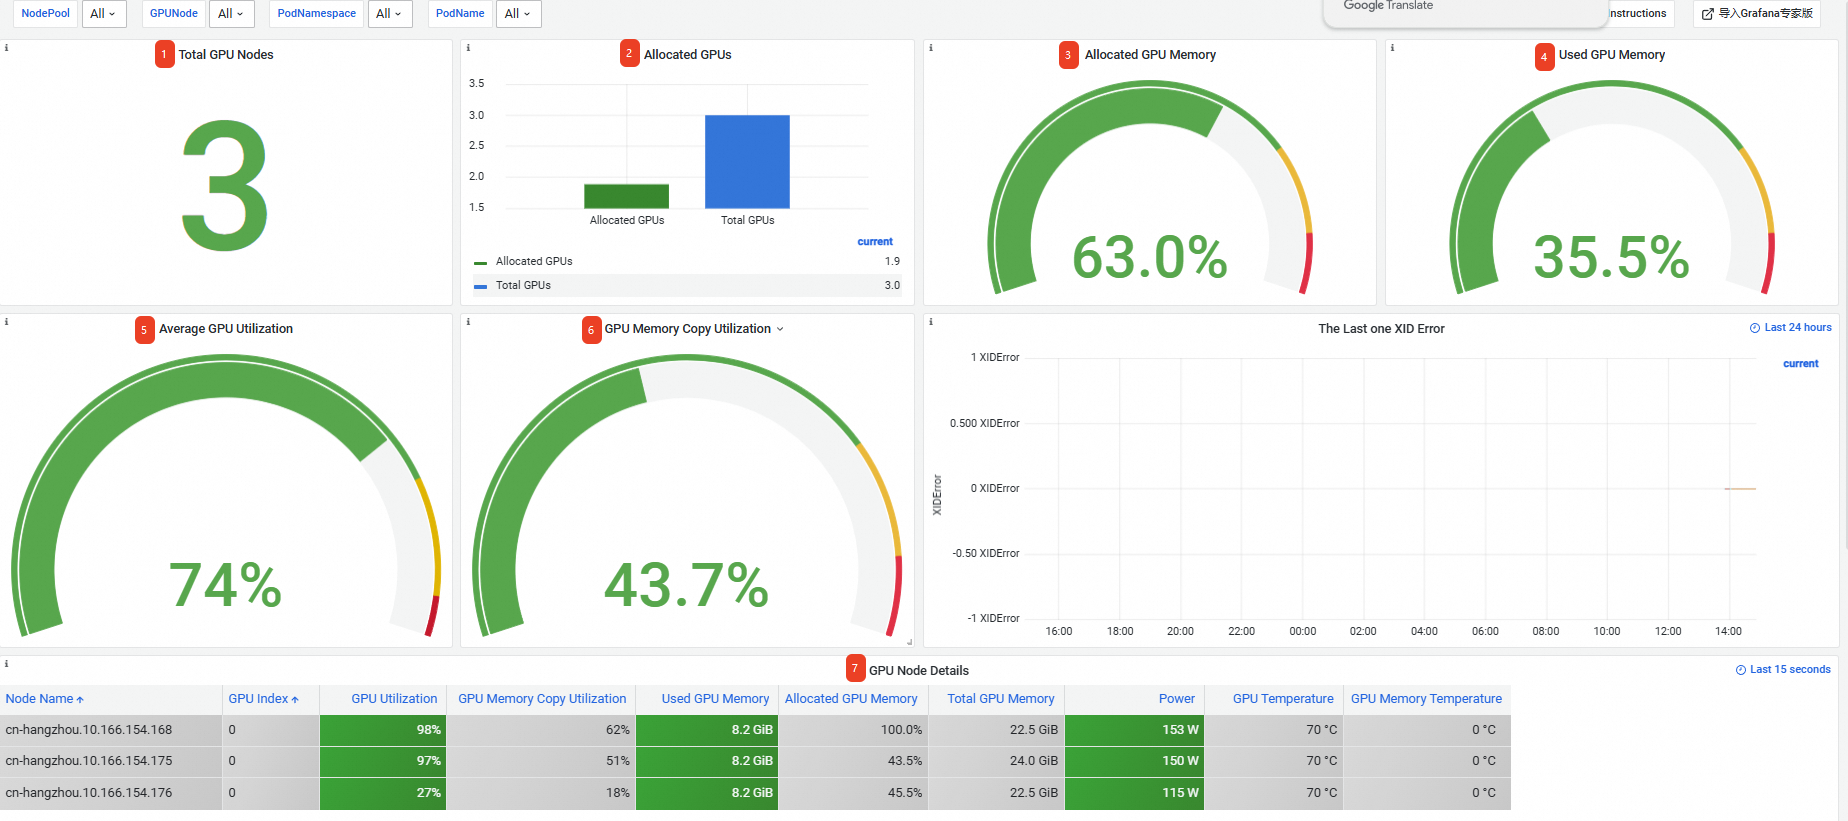 NodePool All GPUNode All PodNamespace All PodName All
Google Translate
nstructions
导入Grafana专家版
1 Total GPU Nodes
3
2 Allocated GPUs
3.5
3.0
2.5
2.0
1.5
Allocated GPUs Total GPUs
current
Allocated GPUs 1.9
Total GPUs 3.0
3 Allocated GPU Memory
63.0%
4 Used GPU Memory
35.5%
5 Average GPU Utilization
74%
6 GPU Memory Copy Utilization
43.7%
The Last one XID Error
Last 24 hours
current
XIDError
1 XIDError
0.500 XIDError
0 XIDError
-0.50 XIDError
-1 XIDError
16:00 18:00 20:00 22:00 00:00 02:00 04:00 06:00 08:00 10:00 12:00 14:00
7 GPU Node Details
Last 15 seconds
Node Name GPU Index GPU Utilization GPU Memory Copy Utilization Used GPU Memory Allocated GPU Memory Total GPU Memory Power GPU Temperature GPU Memory Temperature
cn-hangzhou.10.166.154.168 0 98% 62% 8.2 GiB 100.0% 22.5 GiB 153 W 70 °C 0 °C
cn-hangzhou.10.166.154.175 0 97% 51% 8.2 GiB 43.5% 24.0 GiB 150 W 70 °C 0 °C
cn-hangzhou.10.166.154.176 0 27% 18% 8.2 GiB 45.5% 22.5 GiB 115 W 70 °C 0 °C